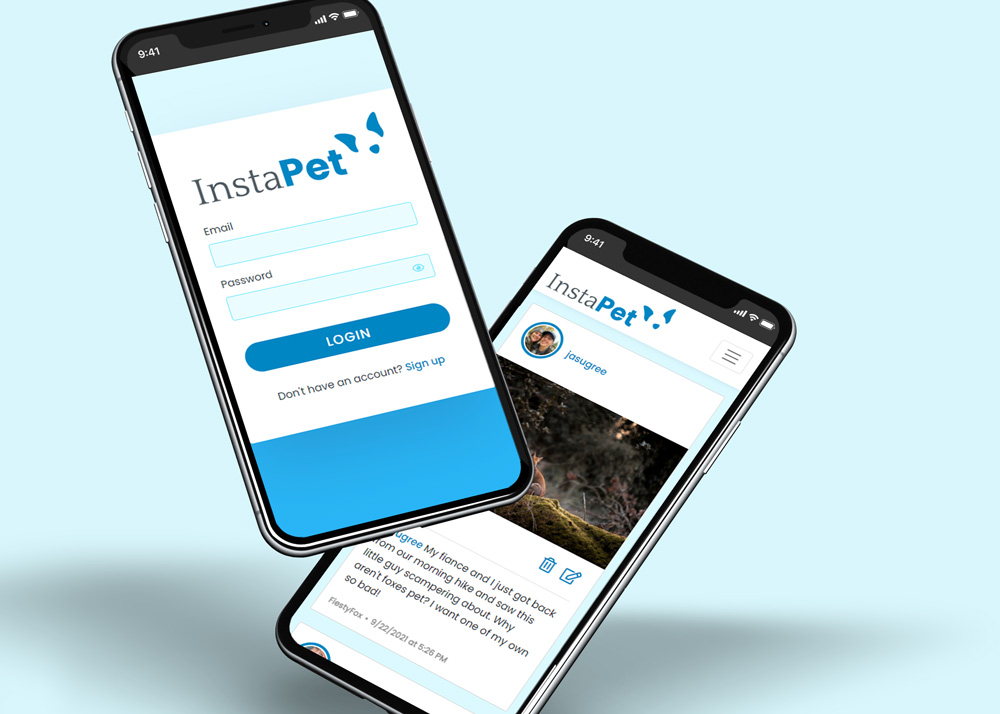 9:41
InstaPet
Email
Password
LOGIN
Don't have an account? Sign up
9:41
InstaPet
jasugree
My fiance and I just got back
from our morning hike and saw this
little guy scampering about. Why
aren't foxes pet? I want one of my own
so bad!
FiestyFox • 9/22/2021 at 5:26 PM